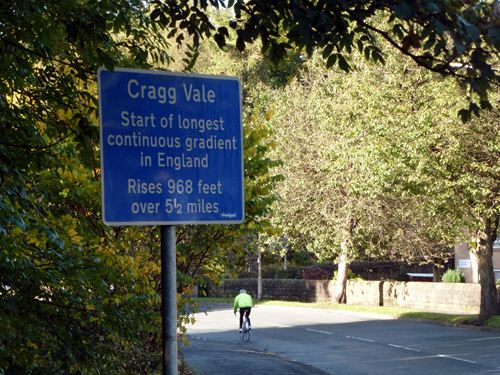 Cragg Vale
Start of longest
continuous gradient
in England
Rises 968 feet
over 5½ miles